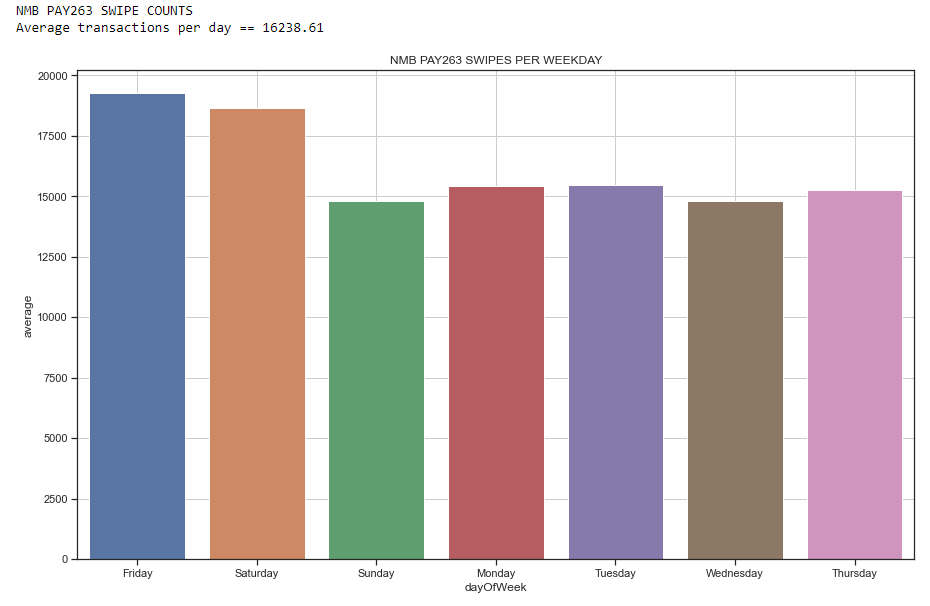 NMB PAY263 SWIPE COUNTS
Average transactions per day == 16238.61
NMB PAY263 SWIPES PER WEEKDAY
20000
17500
15000
12500
10000
7500
5000
2500
0
average
Friday Saturday Sunday Monday Tuesday Wednesday Thursday
dayOfWeek